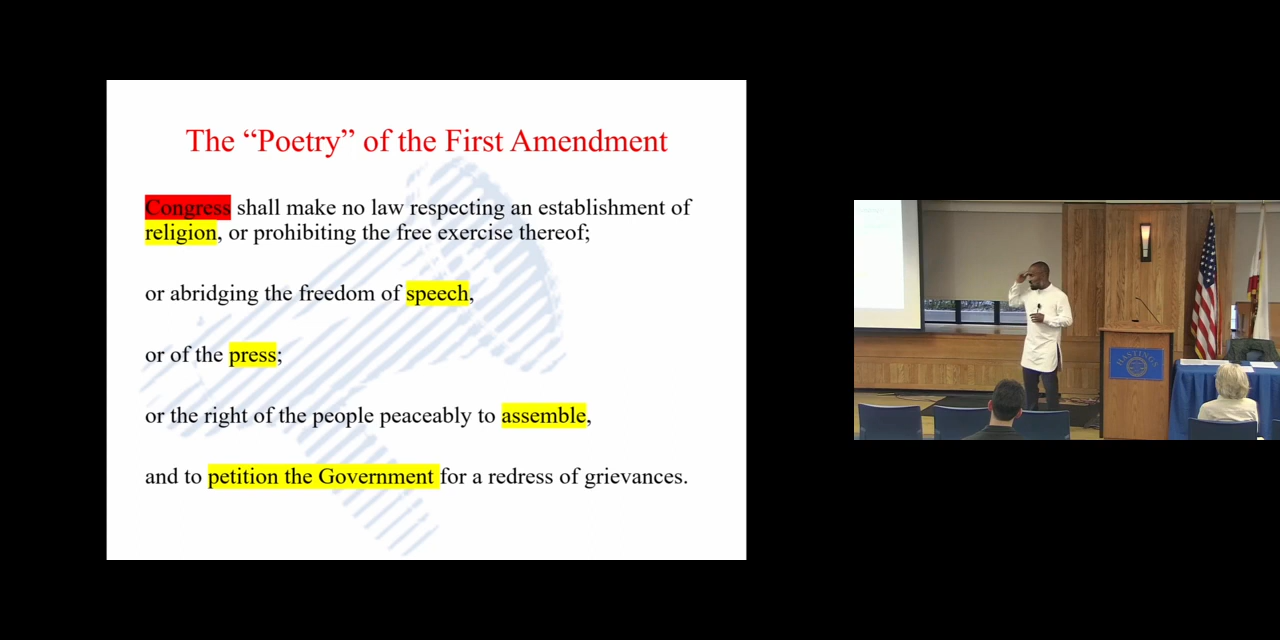 The “Poetry” of the First Amendment
Congress shall make no law respecting an establishment of
religion, or prohibiting the free exercise thereof;
or abridging the freedom of speech,
or of the press;
or the right of the people peaceably to assemble,
and to petition the Government for a redress of grievances.
HASTINGS